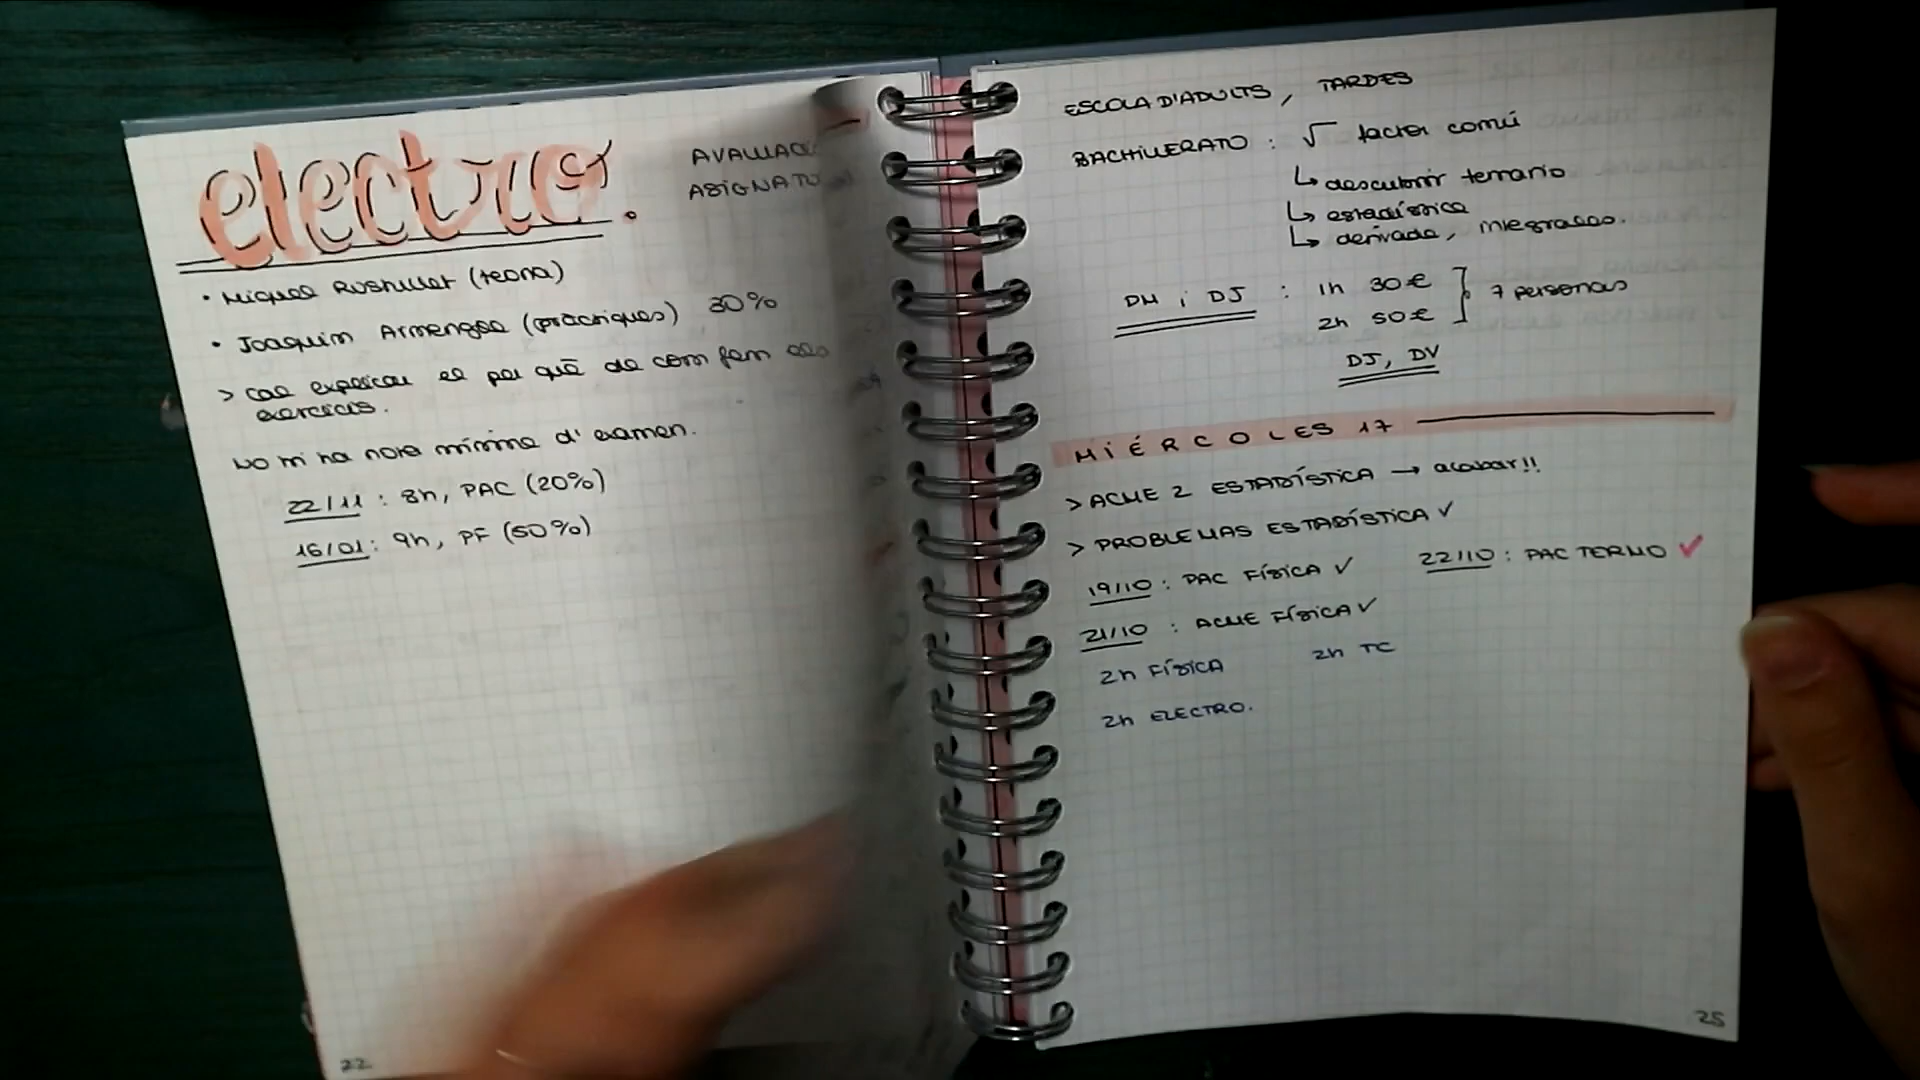 electro.
AVALUAC
ASIGNATU
• Miquel Rustullet (teoria)
• Joaquim Armengol (pràctiques) 30%
> Cal explicar el per què de com fem els
exercicis.
NO hi ha nota mínima d'examen.
22/11 : 8h, PAC (20%)
16/01 : 9h, PF (50%)
22
ESCOLA D'ADULTS, TARDES
BACHILLERATO : √ factor comú
↳ descubrir temario
↳ estadística
↳ derivada, integrales.
DM i DJ : 1h 30€
2h 50€
7 personas
DJ, DV
MIÉRCOLES 17
> ACME 2 ESTADÍSTICA → acabar!!
> PROBLEMAS ESTADÍSTICA ✓
19/10 : PAC FÍSICA ✓ 22/10 : PAC TERMO ✓
21/10 : ACME FÍSICA ✓
2h FÍSICA 2h TC
2h ELECTRO.
25